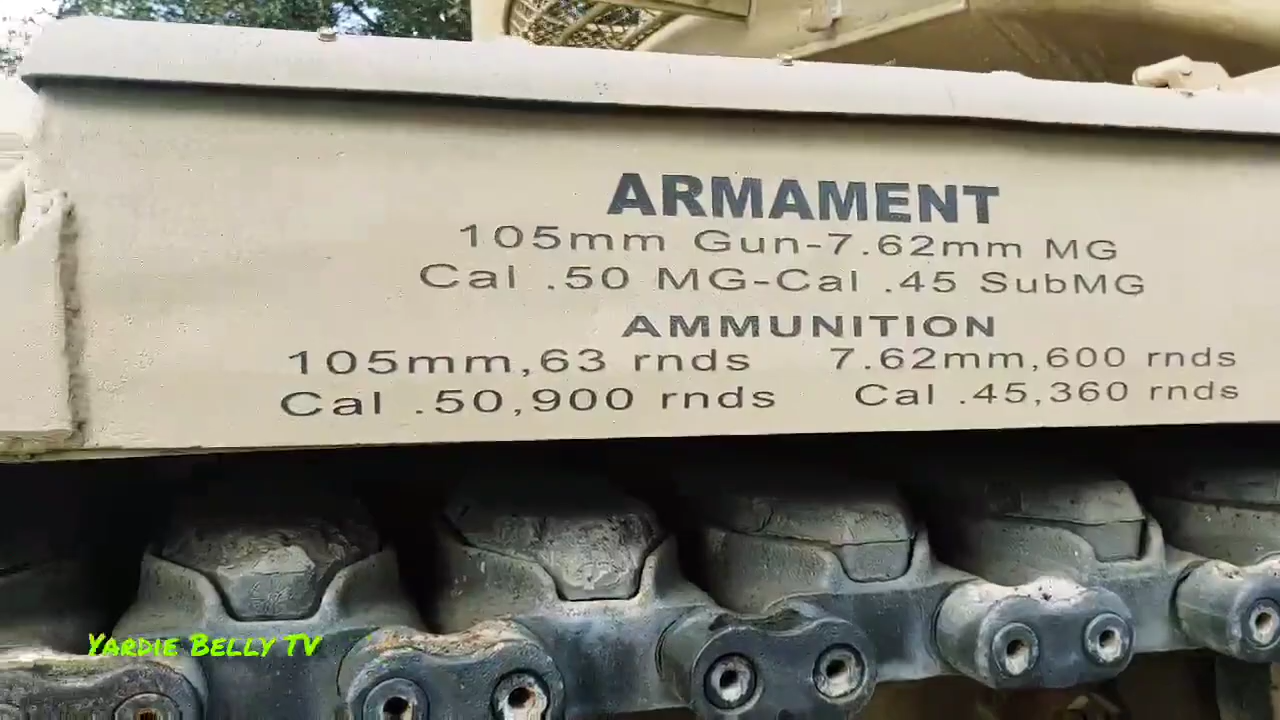 ARMAMENT
105mm Gun-7.62mm MG
Cal .50 MG-Cal .45 SubMG
AMMUNITION
105mm,63 rnds 7.62mm,600 rnds
Cal .50,900 rnds Cal .45,360 rnds
Yardie Belly TV